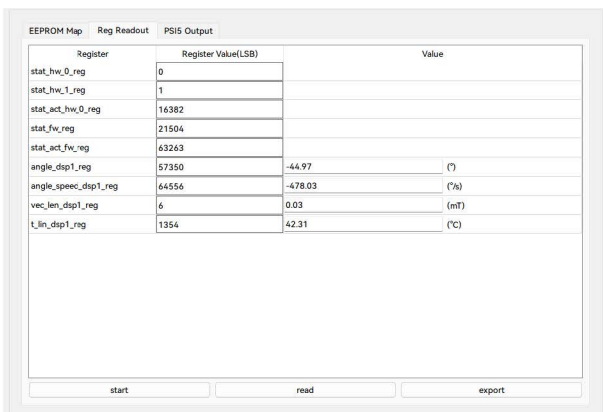 EEPROM Map Reg Readout PSI5 Output
Register Register Value(LSB) Value
stat_hw_0_reg 0
stat_hw_1_reg 1
stat_act_hw_0_reg 16382
stat_fw_reg 21504
stat_act_fw_reg 63263
angle_dsp1_reg 57350 -44.97 (°)
angle_speed_dsp1_reg 64556 -478.03 (°/s)
vec_len_dsp1_reg 6 0.03 (mT)
t_lin_dsp1_reg 1354 42.31 (°C)
start read export